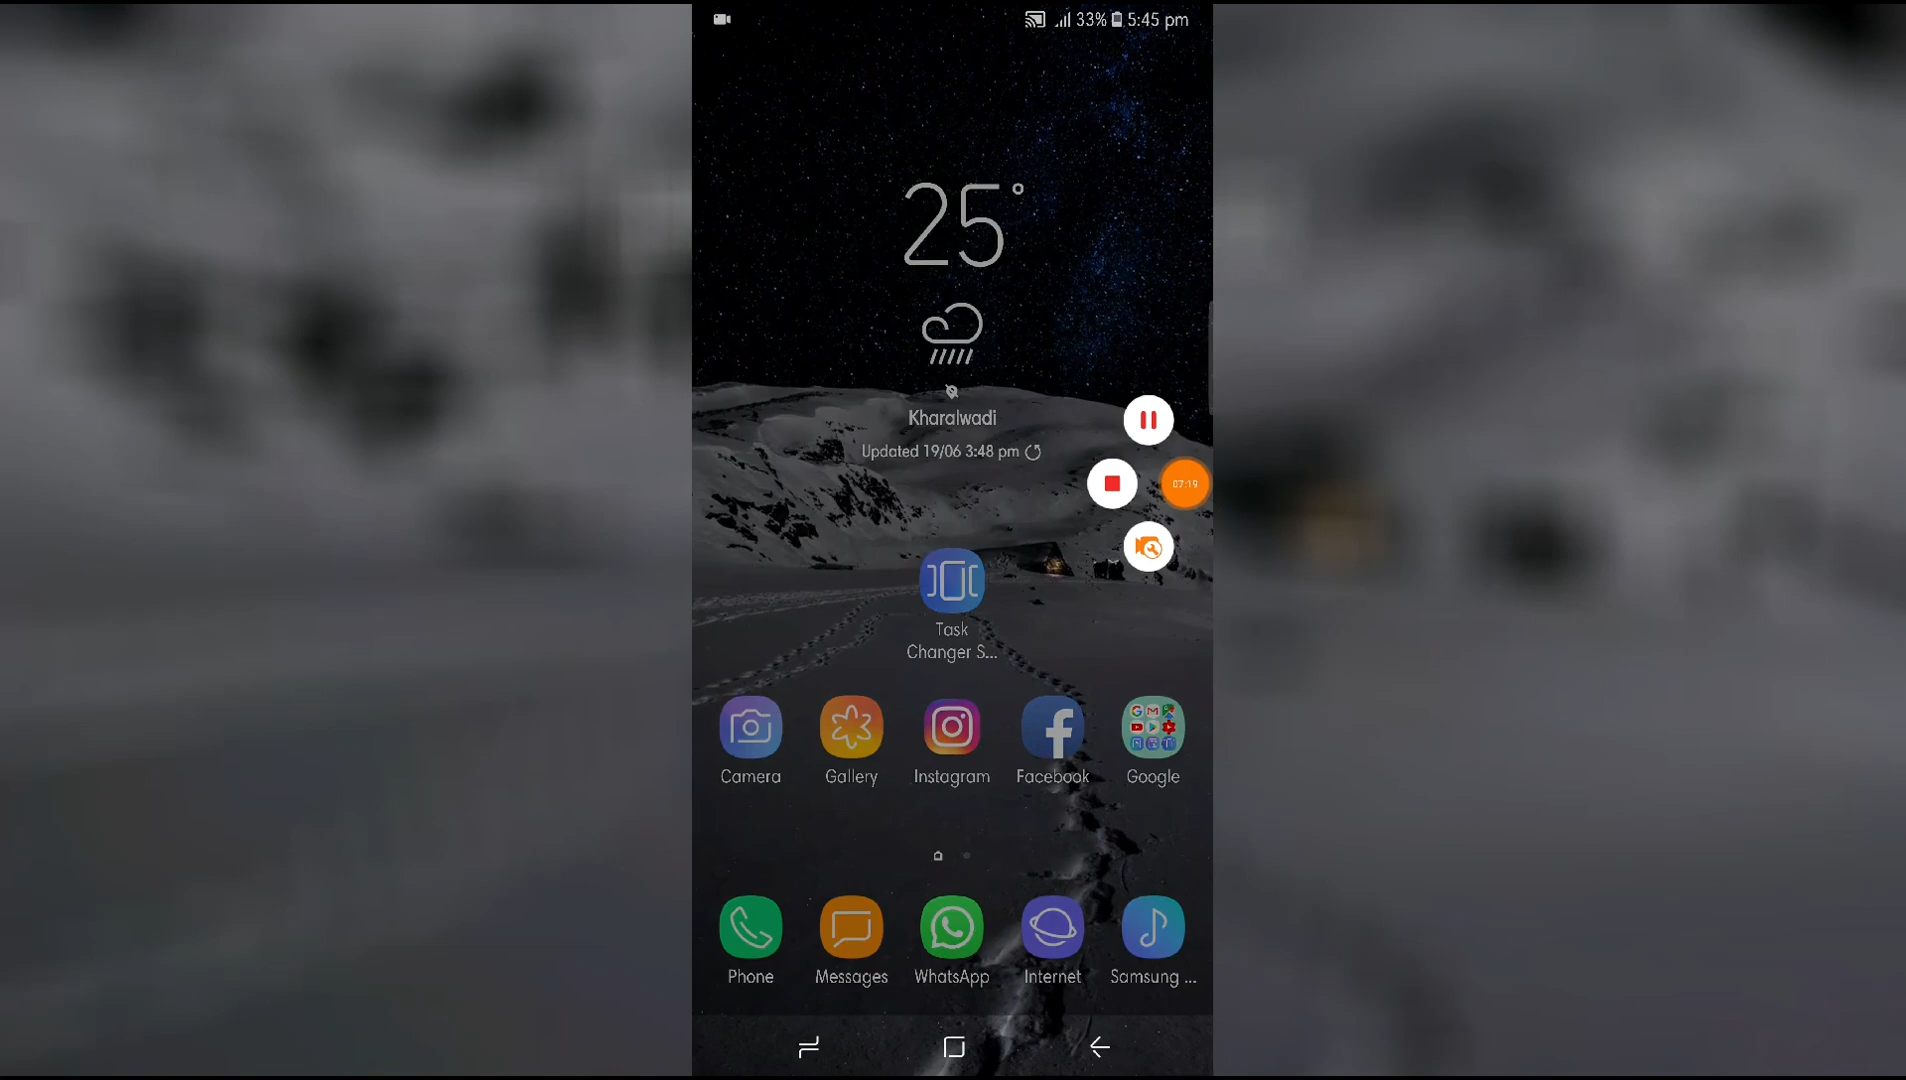 33% 5:45 pm
25°
Kharalwadi
Updated 19/06 3:48 pm
07:19
Task
Changer S...
Camera Gallery Instagram Facebook Google
Phone Messages WhatsApp Internet Samsung ...